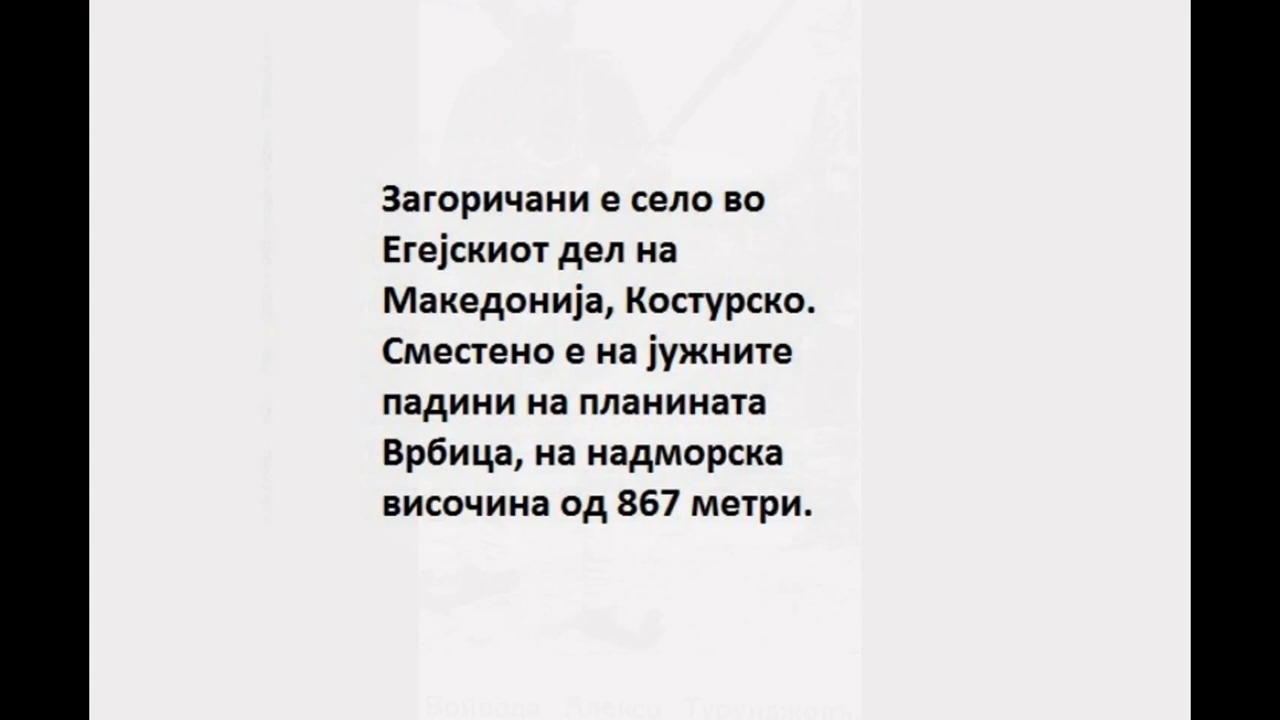 Загоричани е село во
Егејскиот дел на
Македонија, Костурско.
Сместено е на јужните
падини на планината
Врбица, на надморска
височина од 867 метри.
Алекси